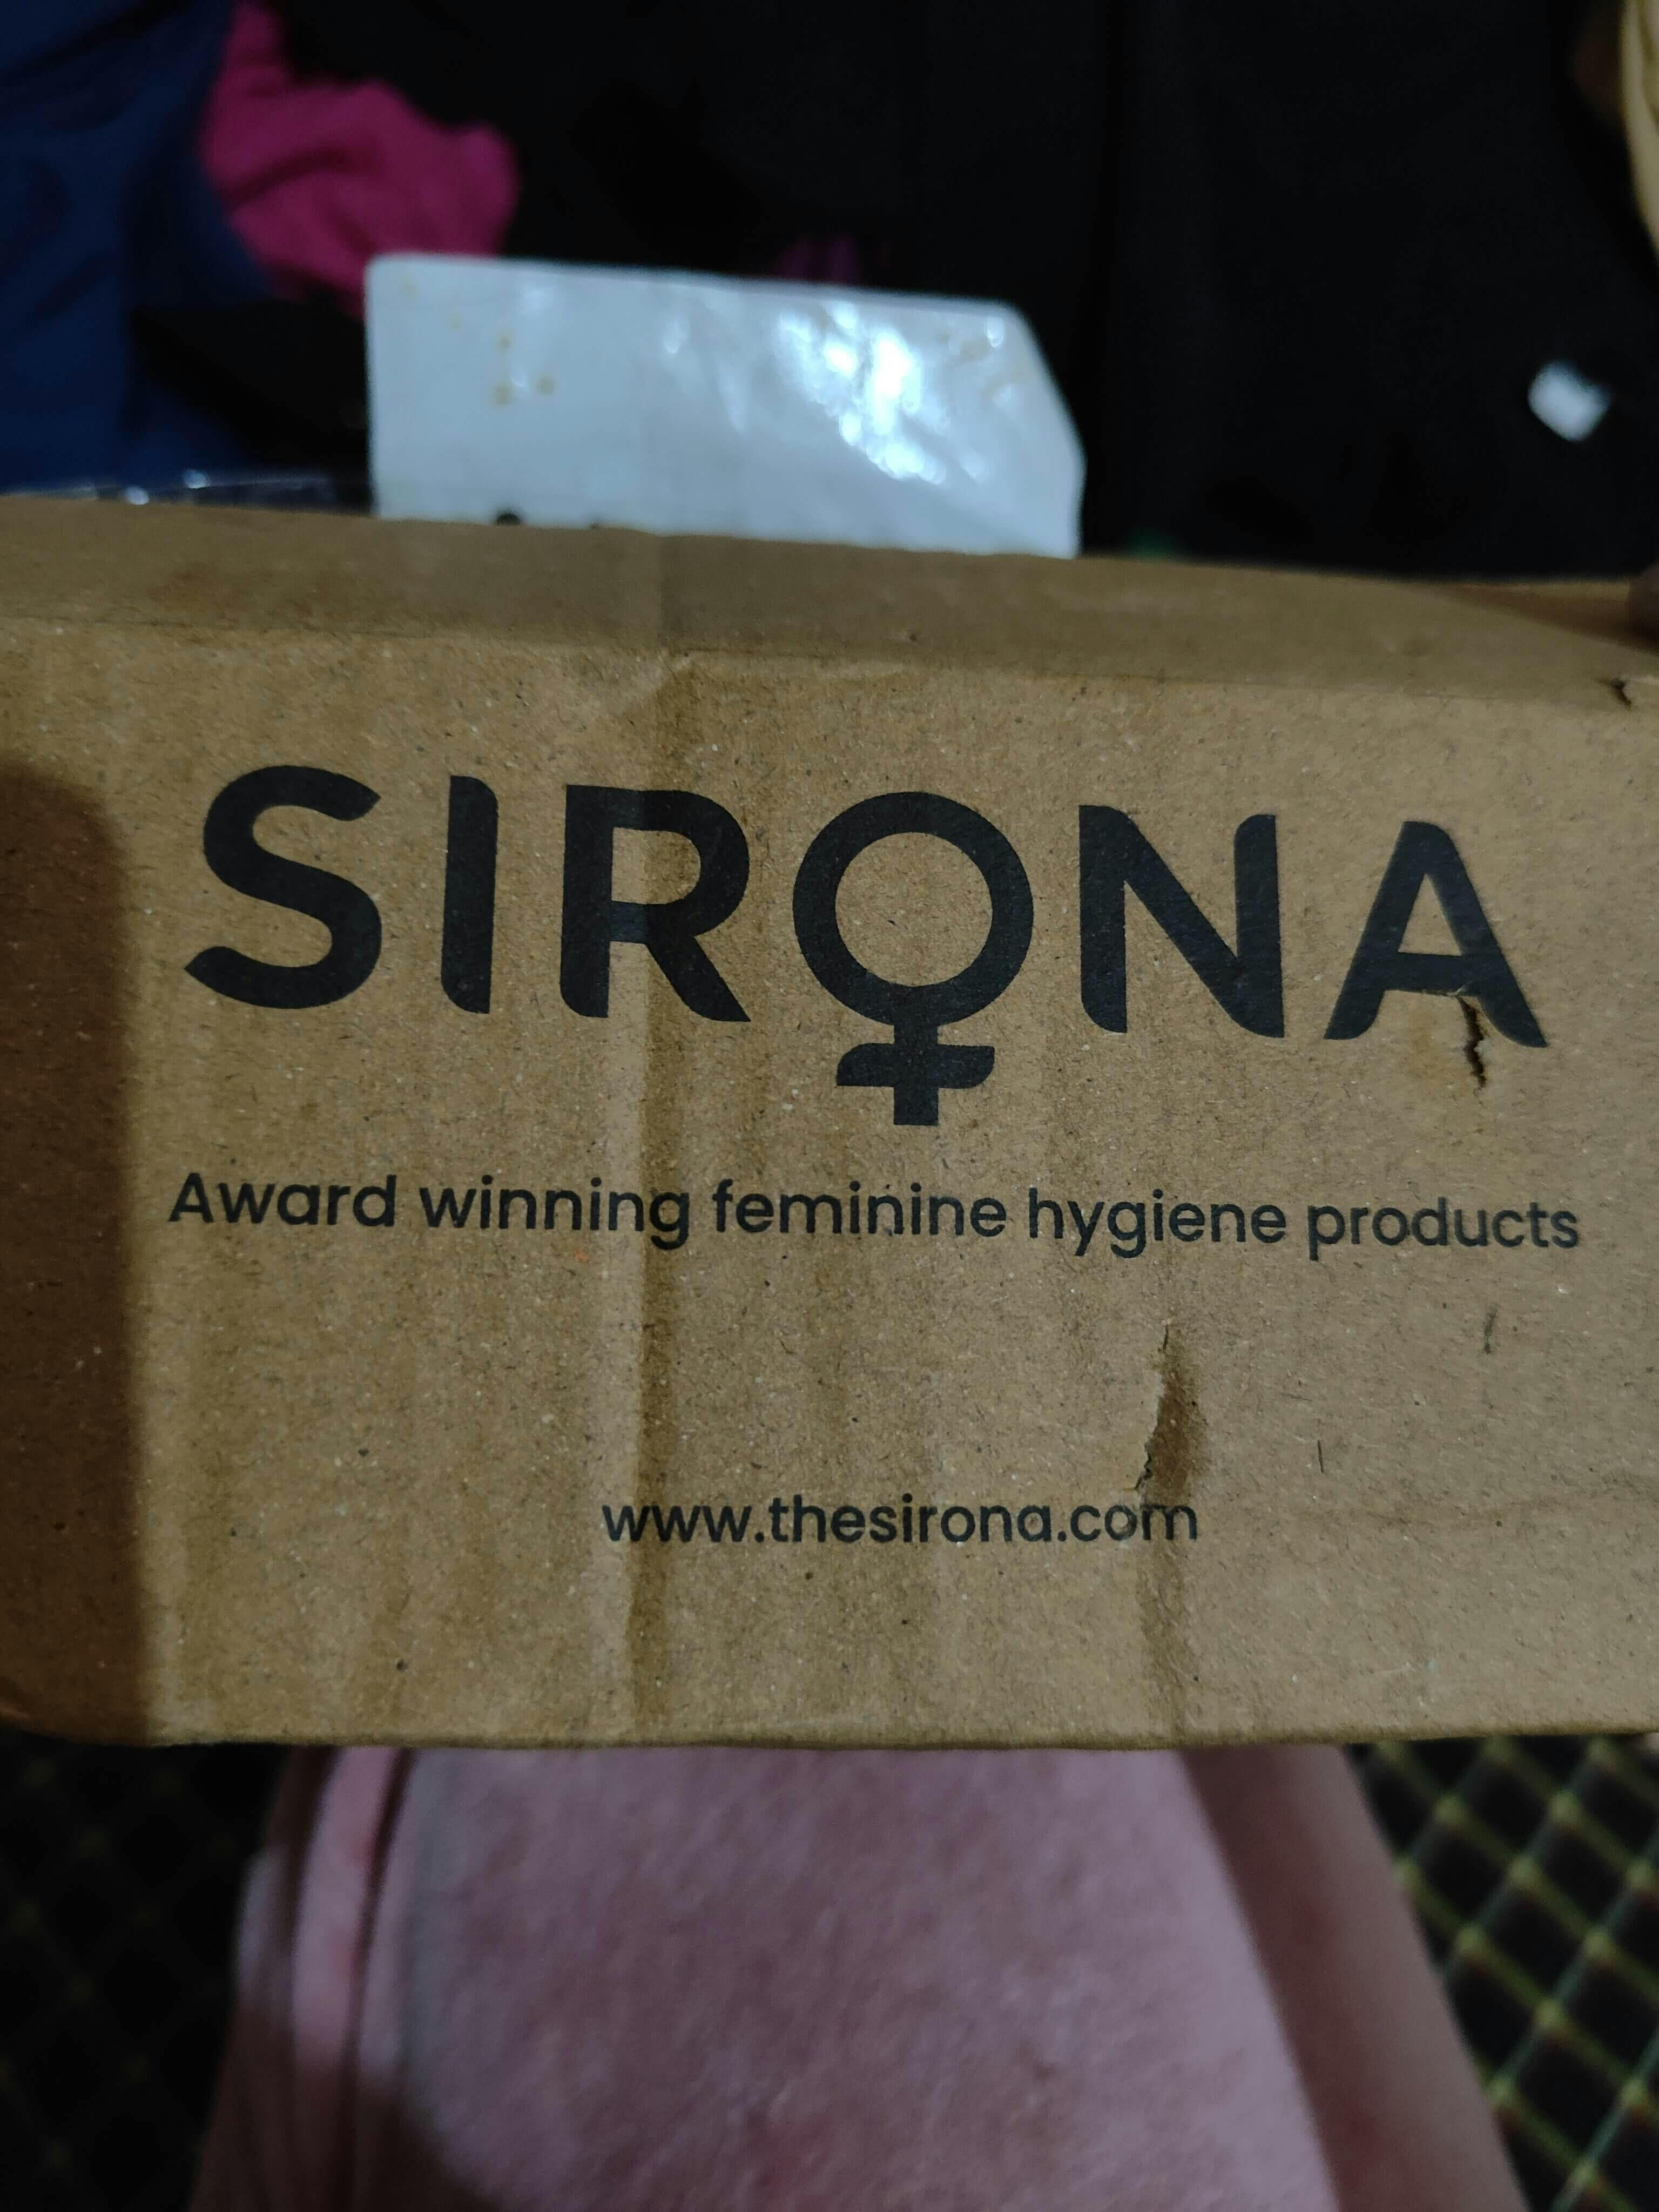 SIRONA
Award winning feminine hygiene products
www.thesirona.com